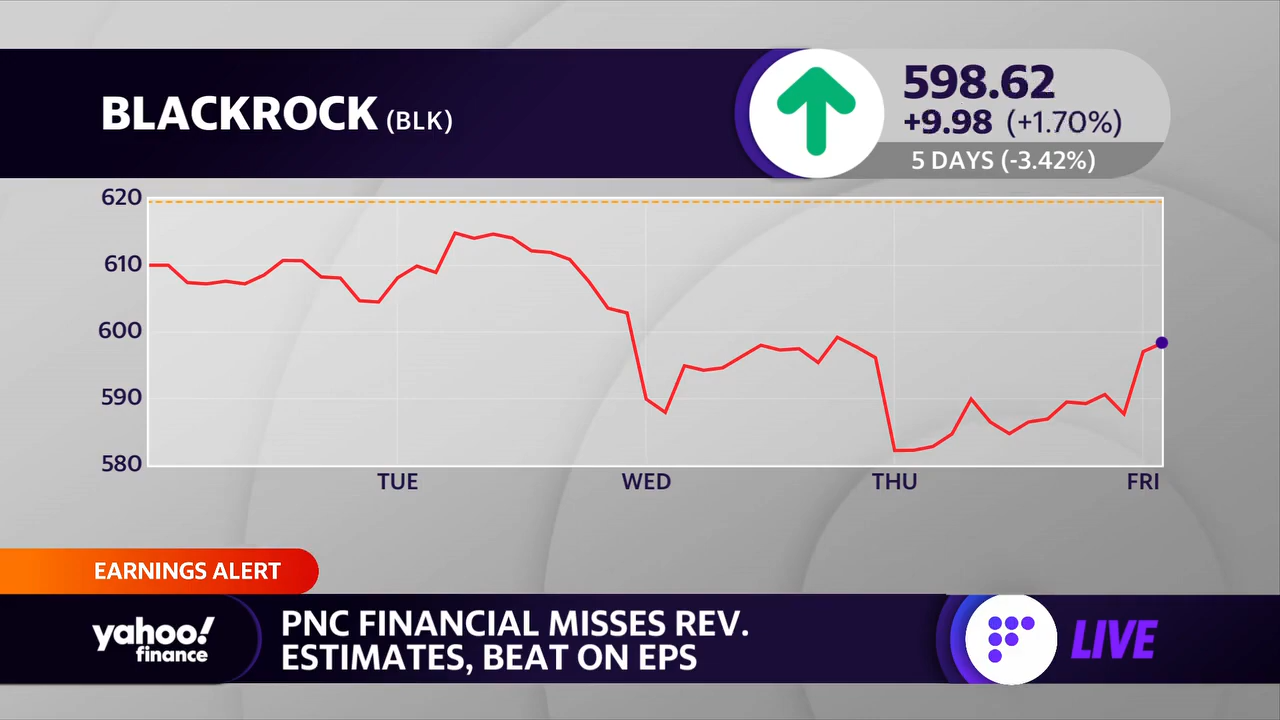 BLACKROCK (BLK)
598.62
+9.98 (+1.70%)
5 DAYS (-3.42%)
620
610
600
590
580
TUE WED THU FRI
EARNINGS ALERT
yahoo!
finance
PNC FINANCIAL MISSES REV.
ESTIMATES, BEAT ON EPS
LIVE